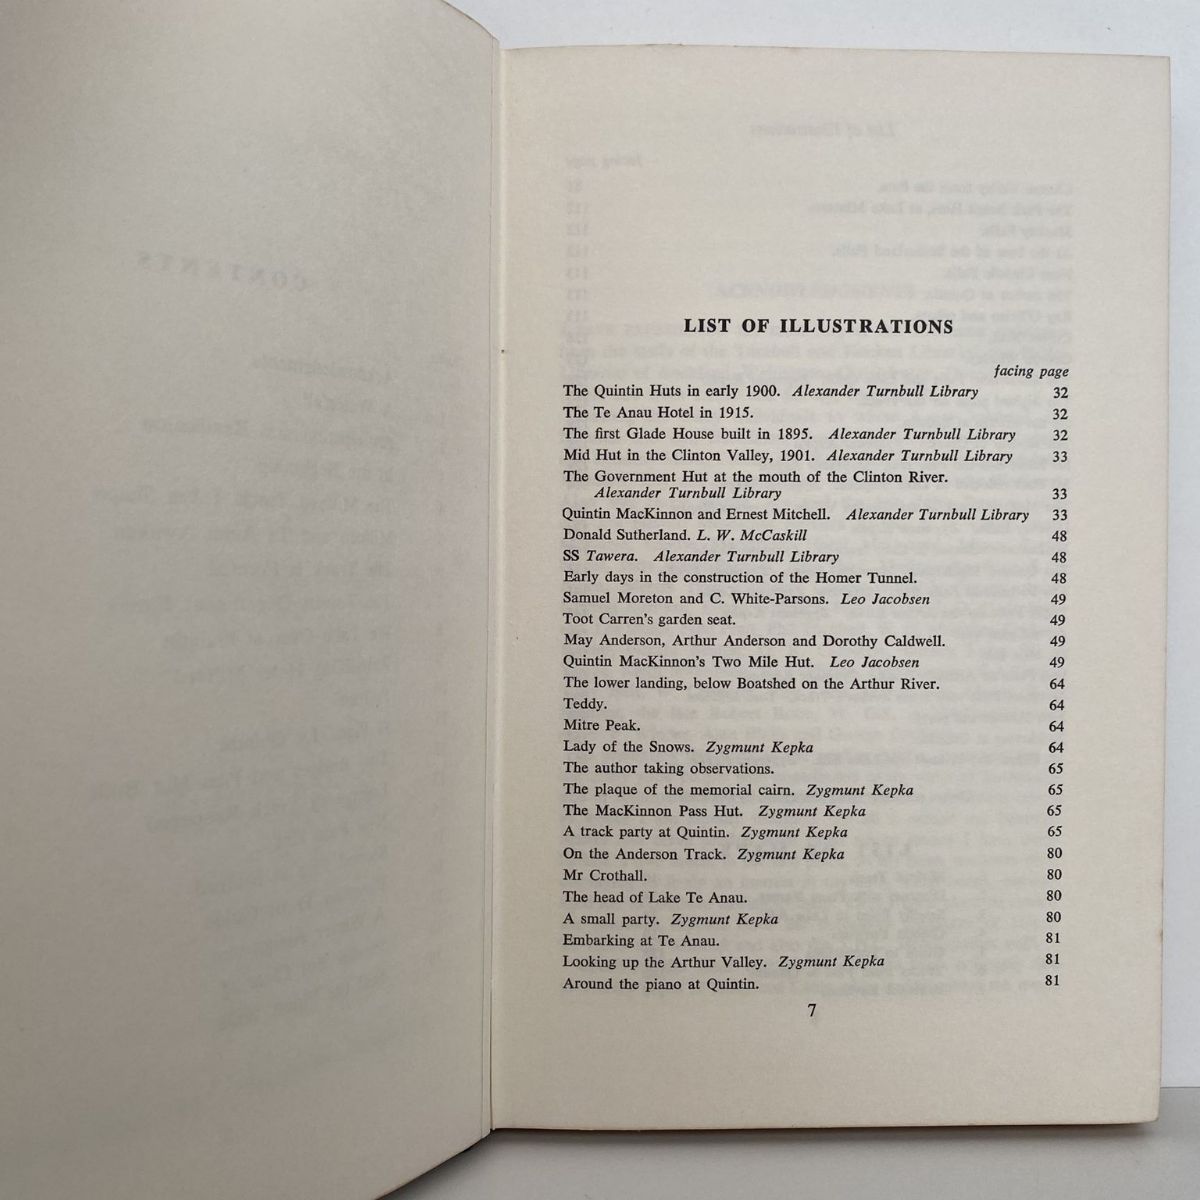 CONTENTS
LIST OF ILLUSTRATIONS
facing page
The Quintin Huts in early 1900. Alexander Turnbull Library 32
The Te Anau Hotel in 1915. 32
The first Glade House built in 1895. Alexander Turnbull Library 32
Mid Hut in the Clinton Valley, 1901. Alexander Turnbull Library 33
The Government Hut at the mouth of the Clinton River.
Alexander Turnbull Library 33
Quintin MacKinnon and Ernest Mitchell. Alexander Turnbull Library 33
Donald Sutherland. L. W. McCaskill 48
SS Tawera. Alexander Turnbull Library 48
Early days in the construction of the Homer Tunnel. 48
Samuel Moreton and C. White-Parsons. Leo Jacobsen 49
Toot Carren's garden seat. 49
May Anderson, Arthur Anderson and Dorothy Caldwell. 49
Quintin MacKinnon's Two Mile Hut. Leo Jacobsen 49
The lower landing, below Boatshed on the Arthur River. 64
Teddy. 64
Mitre Peak. 64
Lady of the Snows. Zygmunt Kepka 64
The author taking observations. 65
The plaque of the memorial cairn. Zygmunt Kepka 65
The MacKinnon Pass Hut. Zygmunt Kepka 65
A track party at Quintin. Zygmunt Kepka 65
On the Anderson Track. Zygmunt Kepka 80
Mr Crothall. 80
The head of Lake Te Anau. 80
A small party. Zygmunt Kepka 80
Embarking at Te Anau. 81
Looking up the Arthur Valley. Zygmunt Kepka 81
Around the piano at Quintin. 81
7